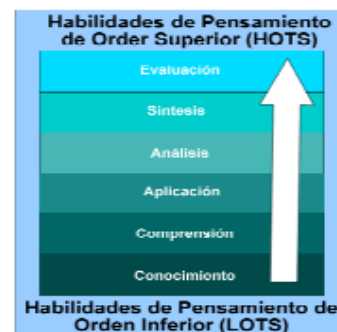 Habilidades de Pensamiento
de Order Superior (HOTS)
Evaluación
Sintesis
Análisis
Aplicación
Comprensión
Conocimiento
Habilidades de Pensamiento de
Orden Inferior (LOTS)